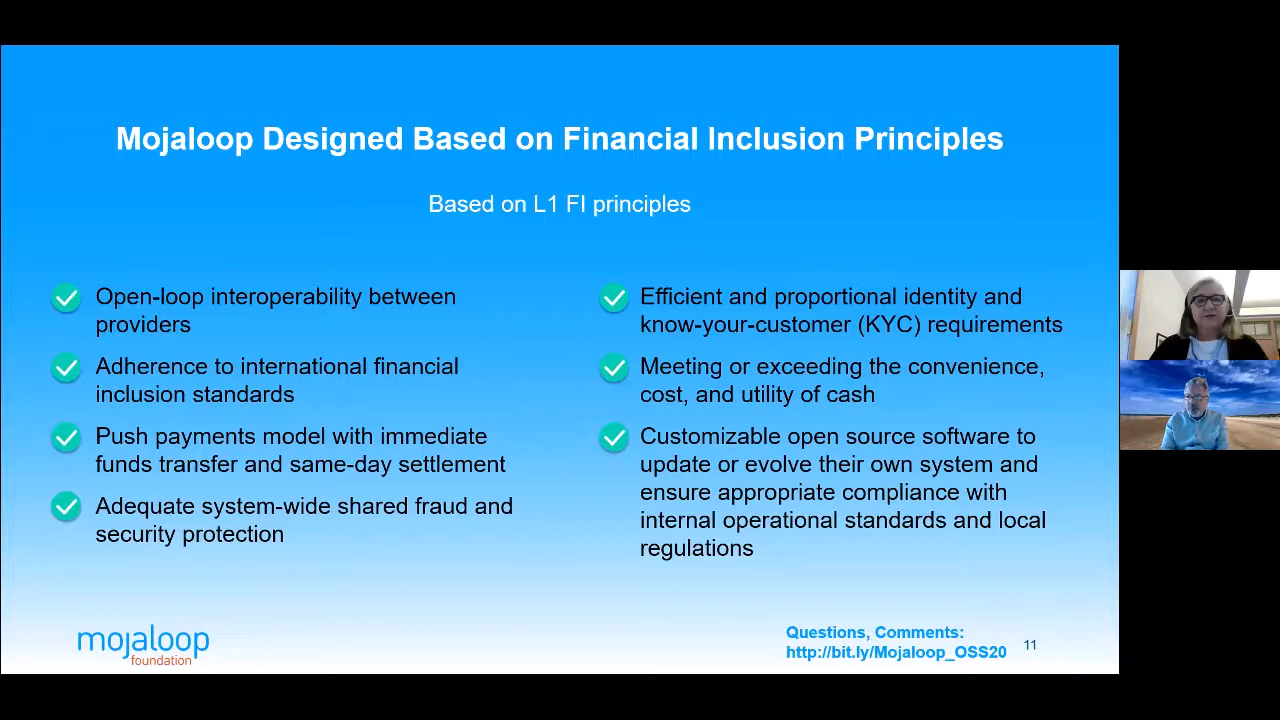 Mojaloop Designed Based on Financial Inclusion Principles
Based on L1 FI principles
Open-loop interoperability between
providers
Adherence to international financial
inclusion standards
Push payments model with immediate
funds transfer and same-day settlement
Adequate system-wide shared fraud and
security protection
Efficient and proportional identity and
know-your-customer (KYC) requirements
Meeting or exceeding the convenience,
cost, and utility of cash
Customizable open source software to
update or evolve their own system and
ensure appropriate compliance with
internal operational standards and local
regulations
mojaloop
foundation
Questions, Comments:
http://bit.ly/Mojaloop_OSS20
11